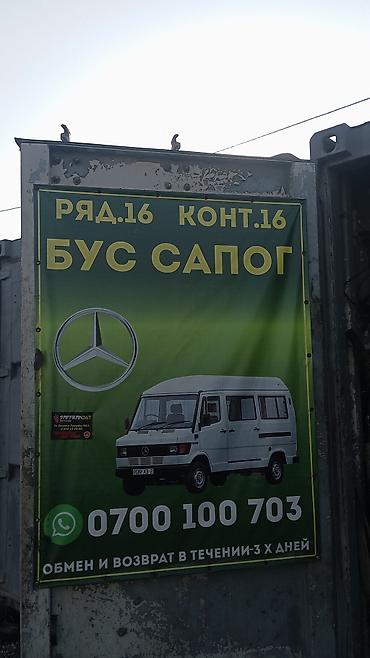 РЯД.16 КОНТ.16
БУС САПОГ
0700 100 703
ОБМЕН И ВОЗВРАТ В ТЕЧЕНИИ-3 Х ДНЕЙ